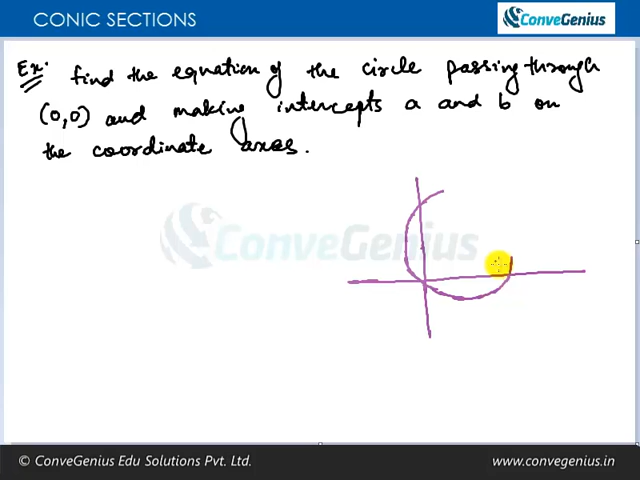 CONIC SECTIONS
ConveGenius
Ex: find the equation of the circle passing through
(0,0) and making intercepts a and b on
the coordinate axes.
ConveGenius
© ConveGenius Edu Solutions Pvt. Ltd.
www.convegenius.in